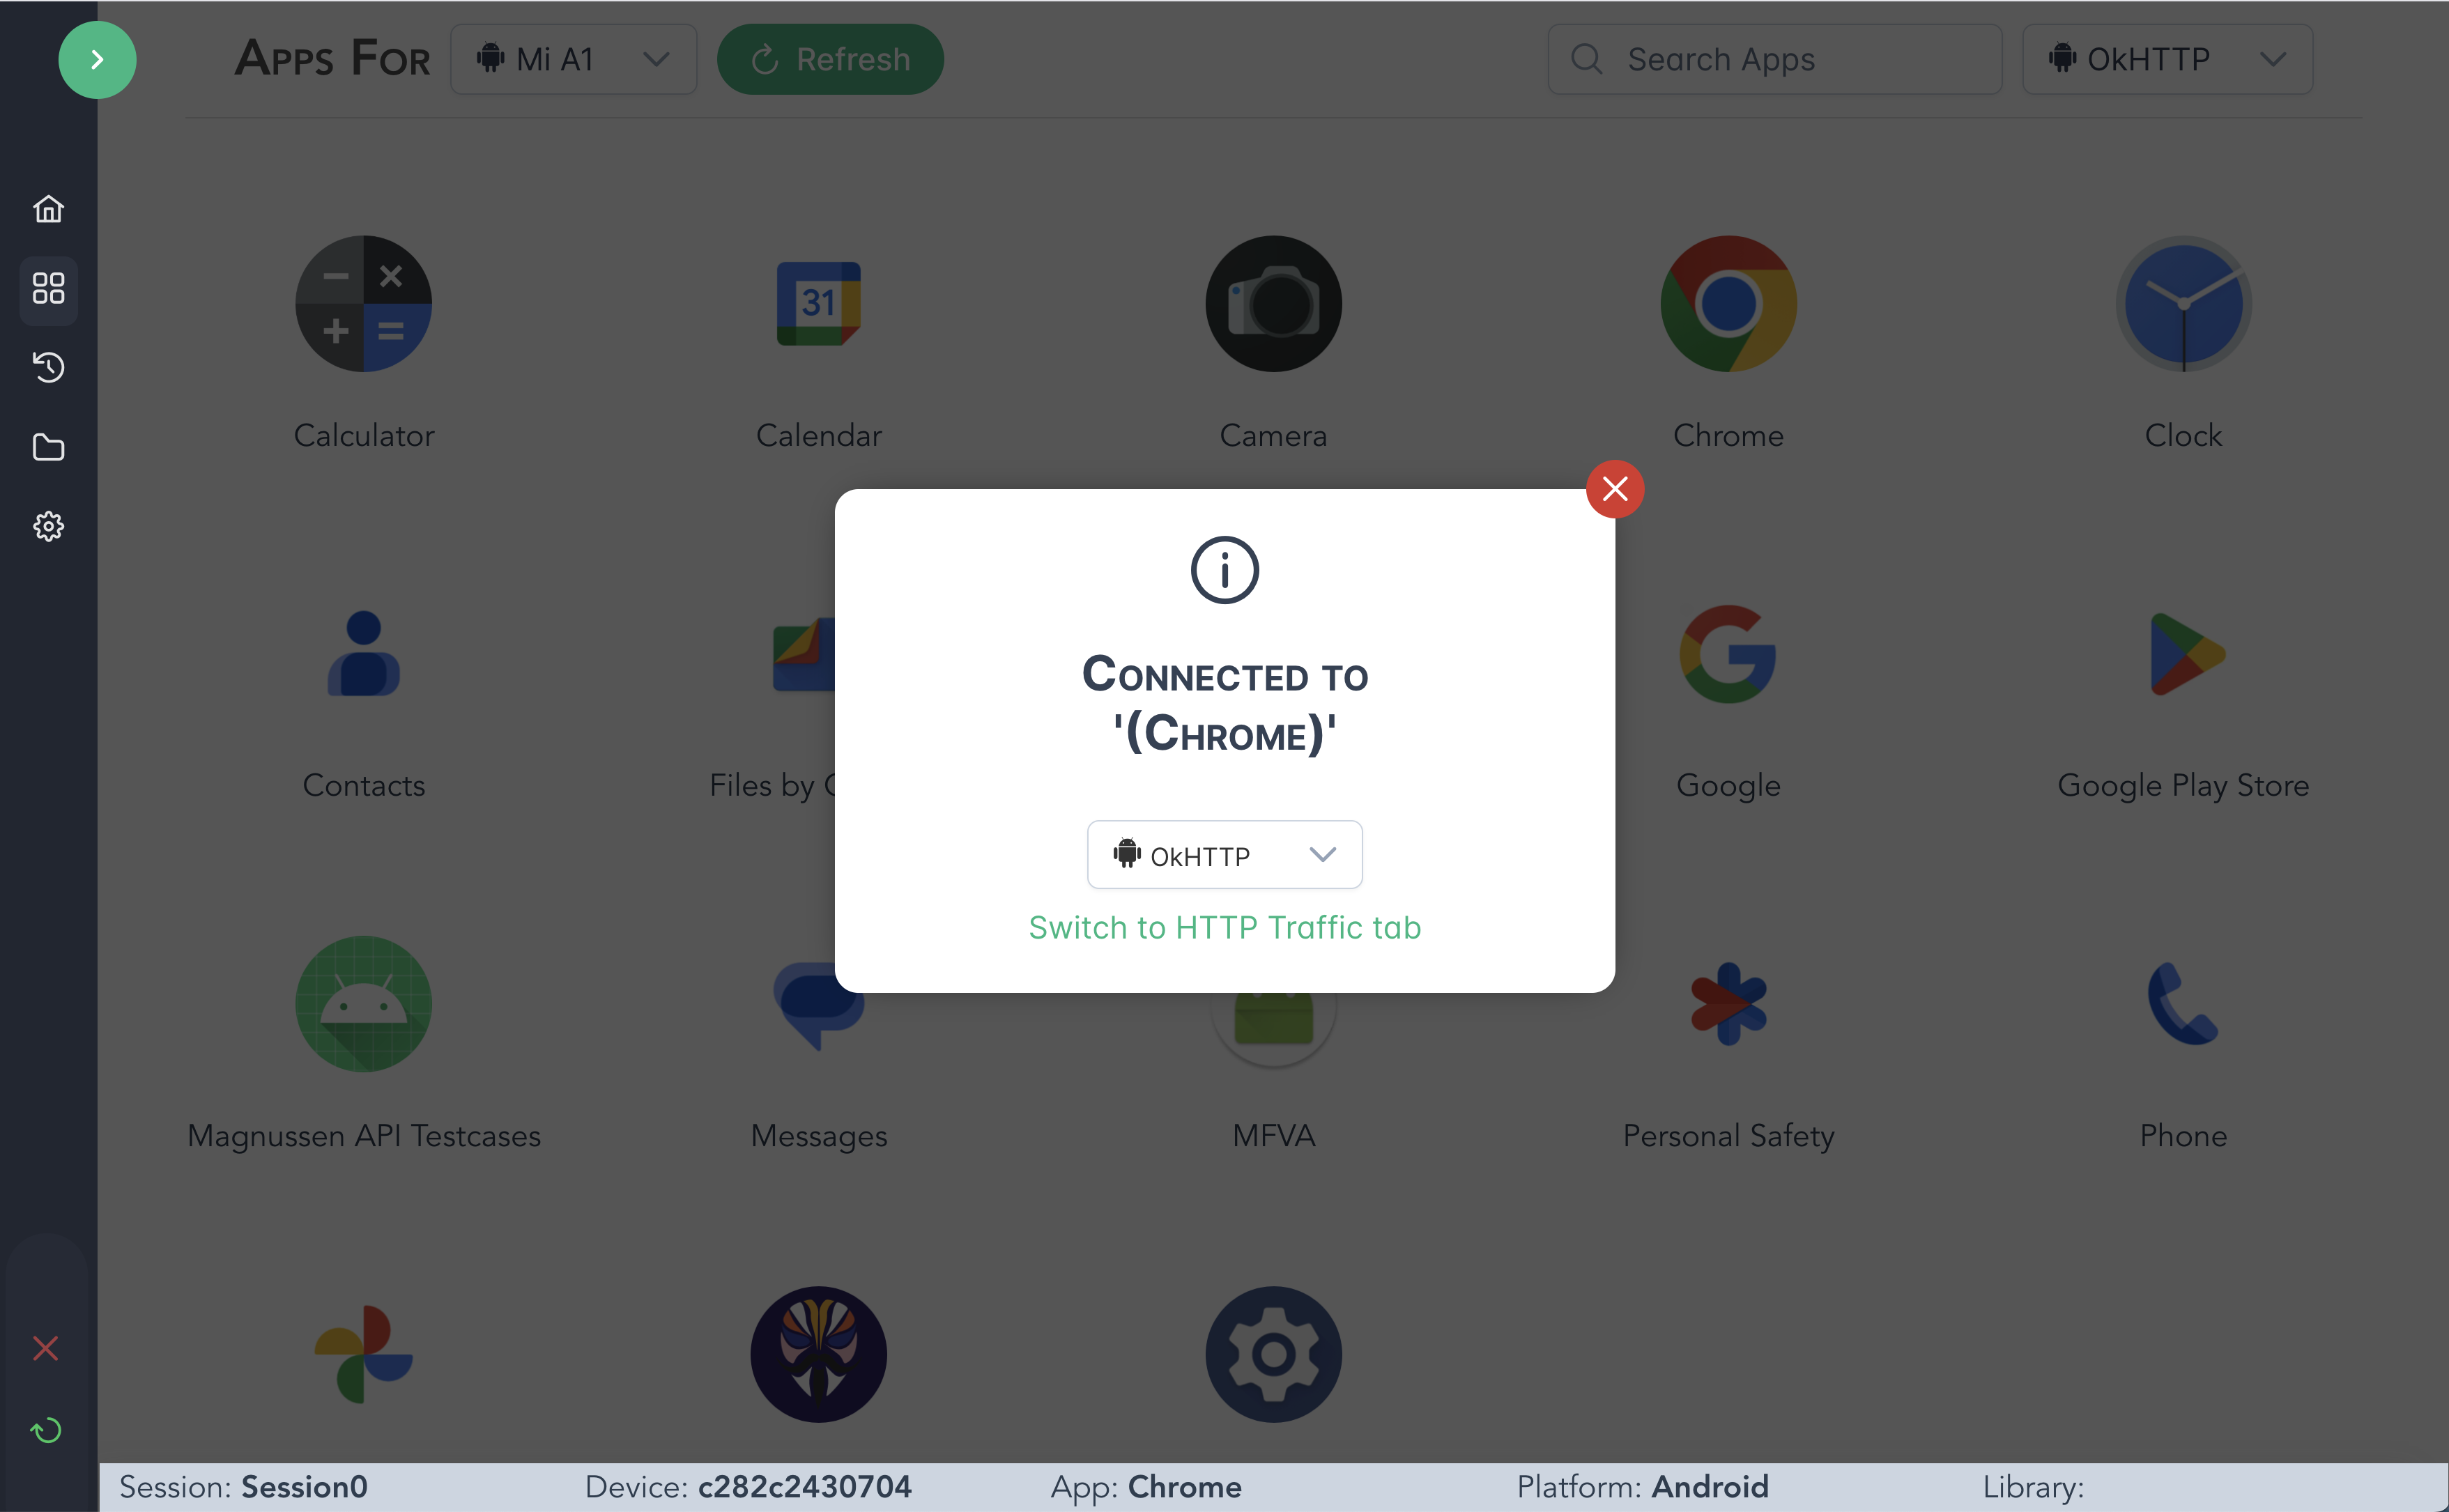 Apps For
Mi A1
Refresh
Search Apps
OkHTTP
31
Calculator
Calendar
Camera
Chrome
Clock
Connected to
'(Chrome)'
OkHTTP
Switch to HTTP Traffic tab
Contacts
Files by
Google
Google Play Store
Magnussen API Testcases
Messages
MFVA
Personal Safety
Phone
Session: Session0
Device: c282c2430704
App: Chrome
Platform: Android
Library: